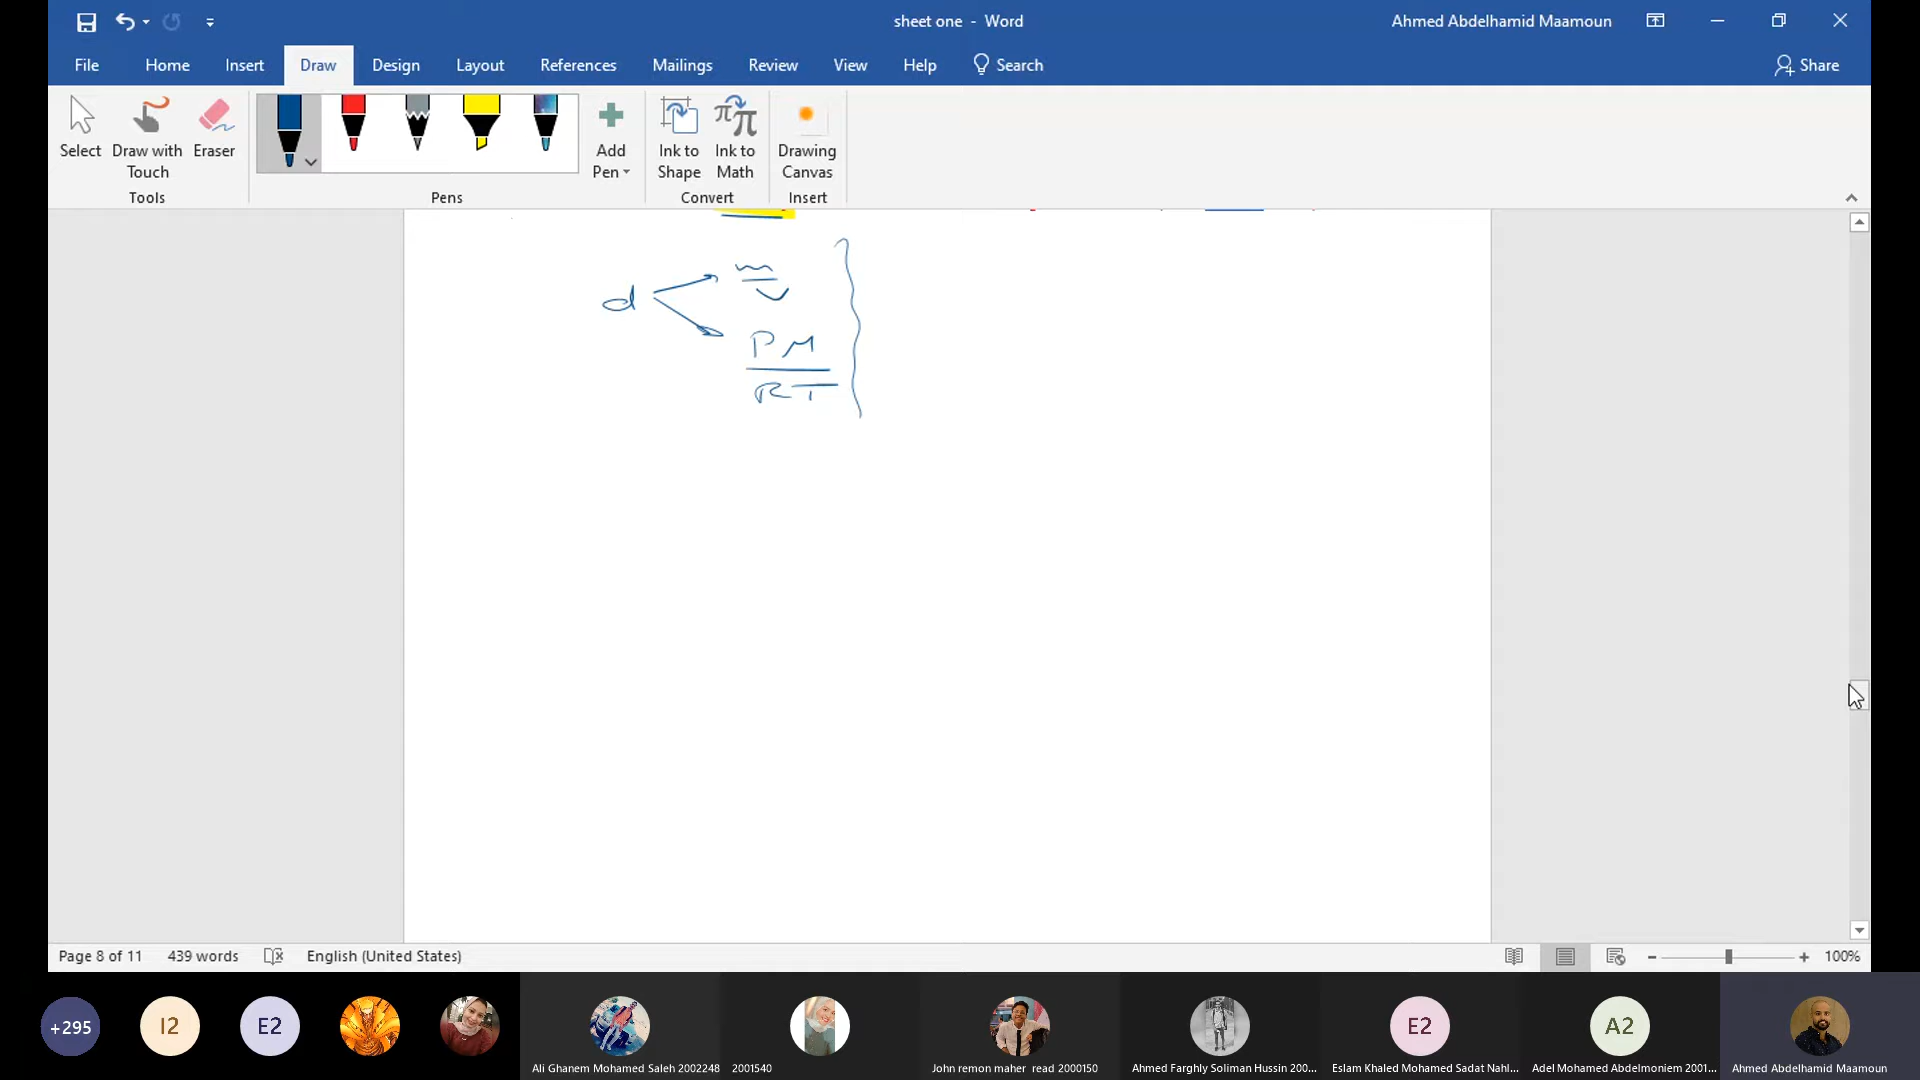 sheet one - Word
Ahmed Abdelhamid Maamoun
File Home Insert Draw Design Layout References Mailings Review View Help Search Share
Select
Draw with Touch
Eraser
Add Pen
Ink to Shape
Ink to Math
Drawing Canvas
Tools Pens Convert Insert
d
m
v
PM
RT
Page 8 of 11 439 words English (United States) 100%
+295 I2 E2 E2 A2
Ali Ghanem Mohamed Saleh 2002248 2001540 John remon maher read 2000150 Ahmed Farghly Soliman Hussin 200... Eslam Khaled Mohamed Sadat Nahl... Adel Mohamed Abdelmoniem 2001... Ahmed Abdelhamid Maamoun